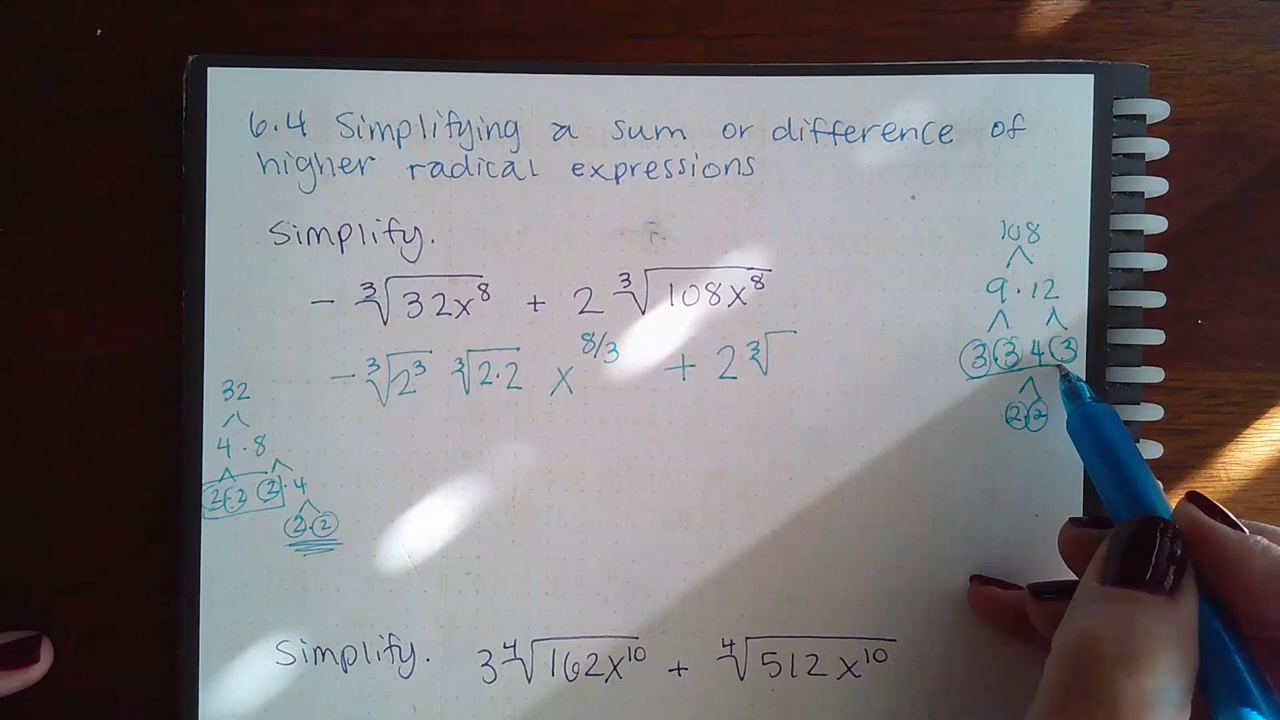 6.4 Simplifying a sum or difference of
higher radical expressions
Simplify.
- ∛32x⁸ + 2 ∛108x⁸
- ∛2³ ∛2·2 x^8/3 + 2 ∛
32
4 · 8
2 · 2 2 · 4
2 · 2
108
9 · 12
3 3 4 3
2 · 2
Simplify. 3 ∜162x¹⁰ + ∜512x¹⁰